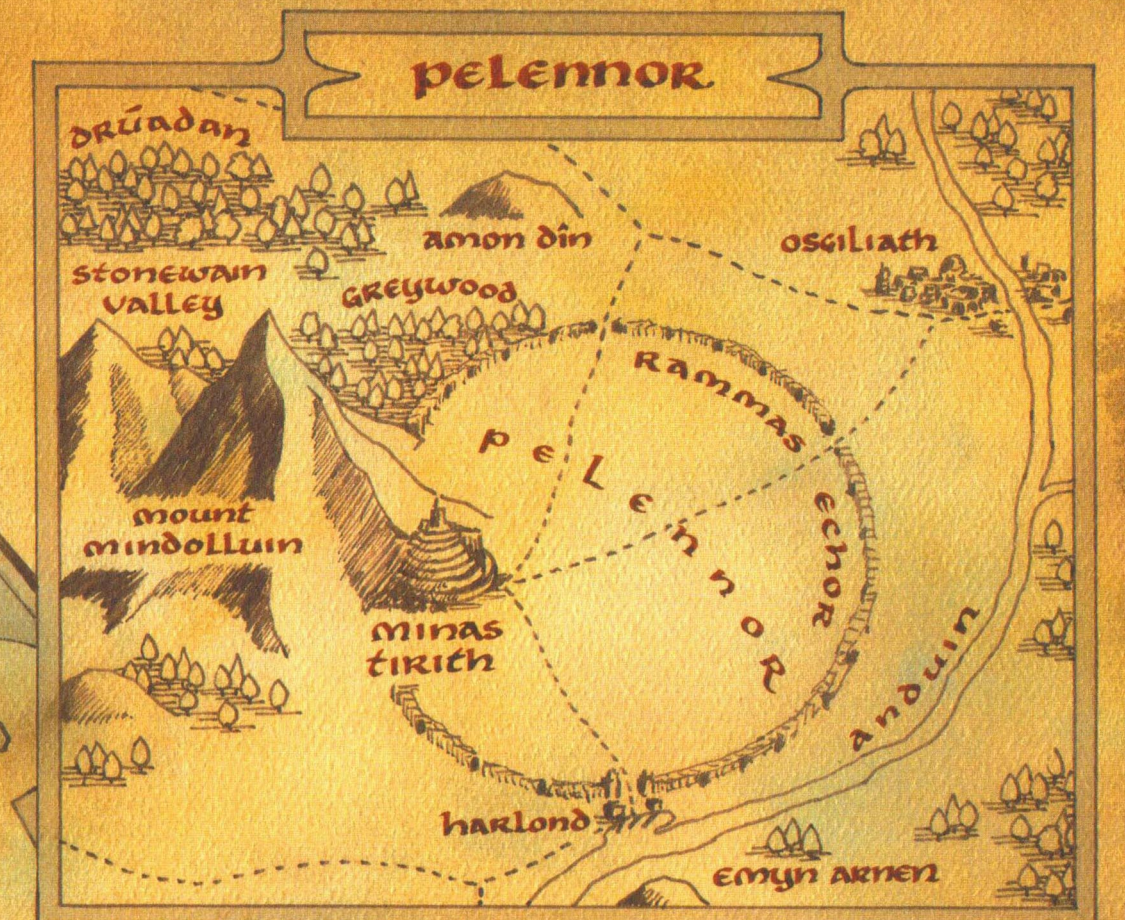 PELENNOR
DRÚADAN
AMON DÎN
OSGILIATH
STONEWAIN
VALLEY
GREYWOOD
RAMMAS
PELENNOR
ECHOR
MOUNT
MINDOLLUIN
MINAS
TIRITH
ANDUIN
HARLOND
EMYN ARNEN